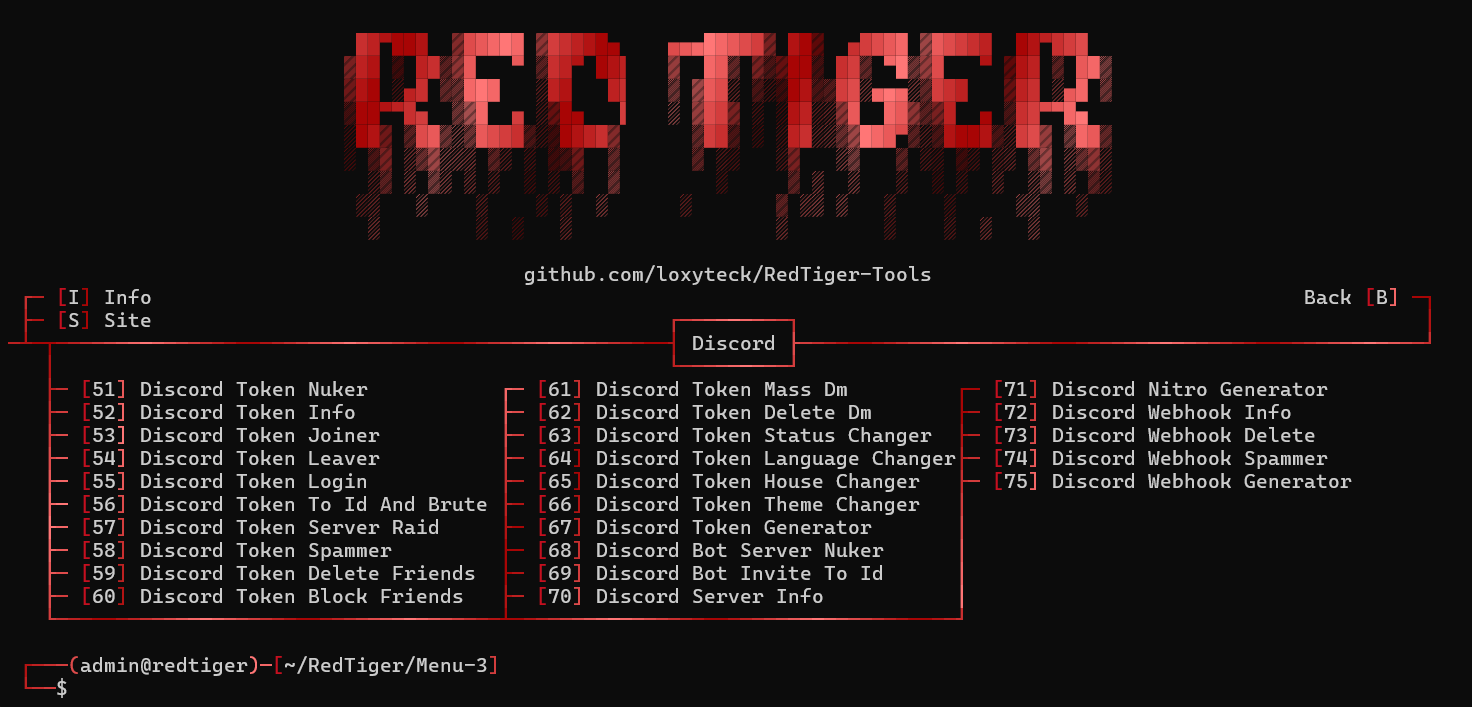 RED TIGER
github.com/loxyteck/RedTiger-Tools
[I] Info Back [B]
[S] Site
Discord
[51] Discord Token Nuker [61] Discord Token Mass Dm [71] Discord Nitro Generator
[52] Discord Token Info [62] Discord Token Delete Dm [72] Discord Webhook Info
[53] Discord Token Joiner [63] Discord Token Status Changer [73] Discord Webhook Delete
[54] Discord Token Leaver [64] Discord Token Language Changer [74] Discord Webhook Spammer
[55] Discord Token Login [65] Discord Token House Changer [75] Discord Webhook Generator
[56] Discord Token To Id And Brute [66] Discord Token Theme Changer
[57] Discord Token Server Raid [67] Discord Token Generator
[58] Discord Token Spammer [68] Discord Bot Server Nuker
[59] Discord Token Delete Friends [69] Discord Bot Invite To Id
[60] Discord Token Block Friends [70] Discord Server Info
(admin@redtiger)-[~/RedTiger/Menu-3]
$